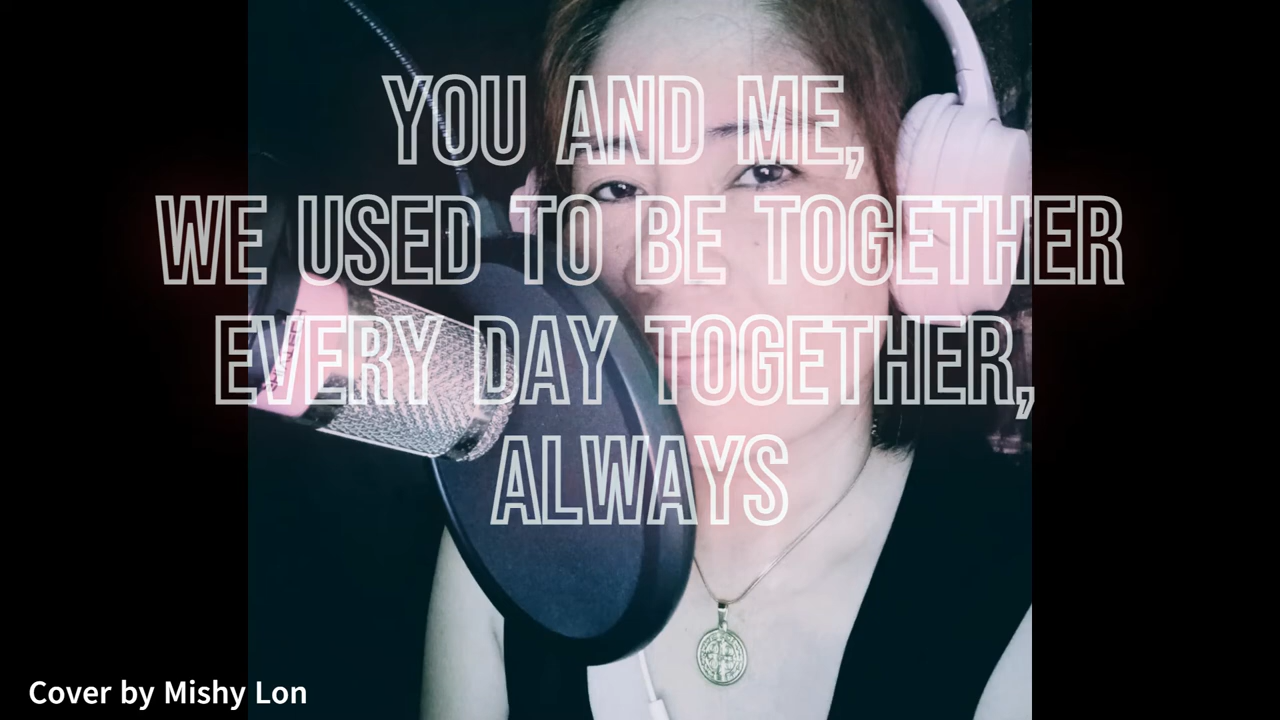 YOU AND ME,
WE USED TO BE TOGETHER
EVERY DAY TOGETHER,
ALWAYS
Cover by Mishy Lon